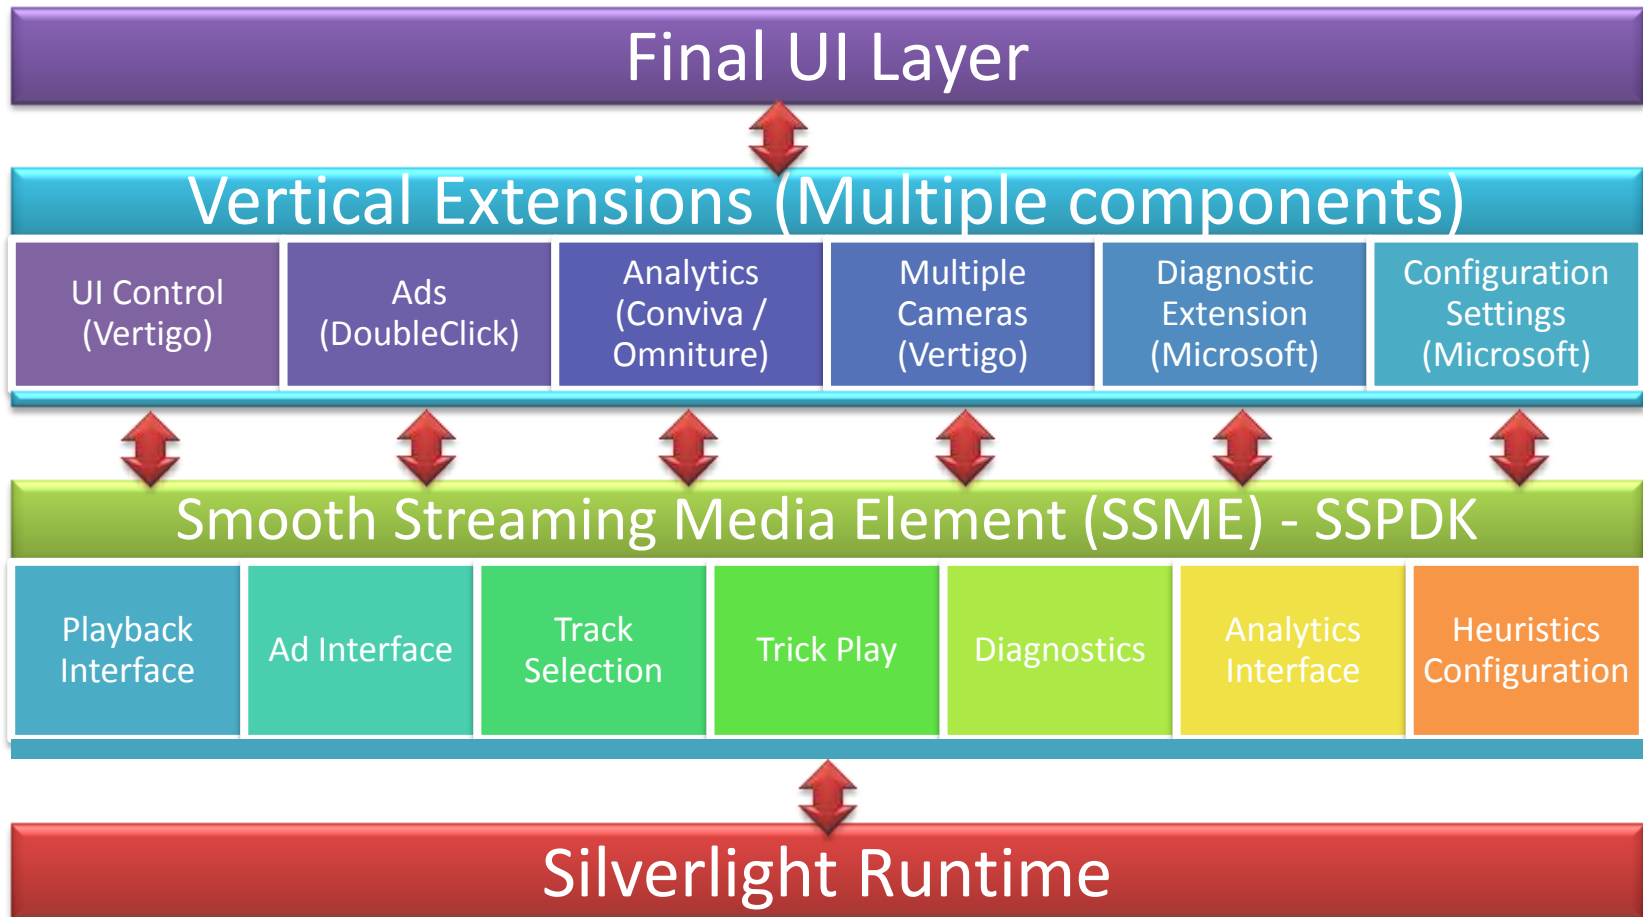 Final UI Layer
Vertical Extensions (Multiple components)
UI Control
(Vertigo)
Ads
(DoubleClick)
Analytics
(Conviva /
Omniture)
Multiple
Cameras
(Vertigo)
Diagnostic
Extension
(Microsoft)
Configuration
Settings
(Microsoft)
Smooth Streaming Media Element (SSME) - SSPDK
Playback
Interface
Ad Interface
Track
Selection
Trick Play
Diagnostics
Analytics
Interface
Heuristics
Configuration
Silverlight Runtime